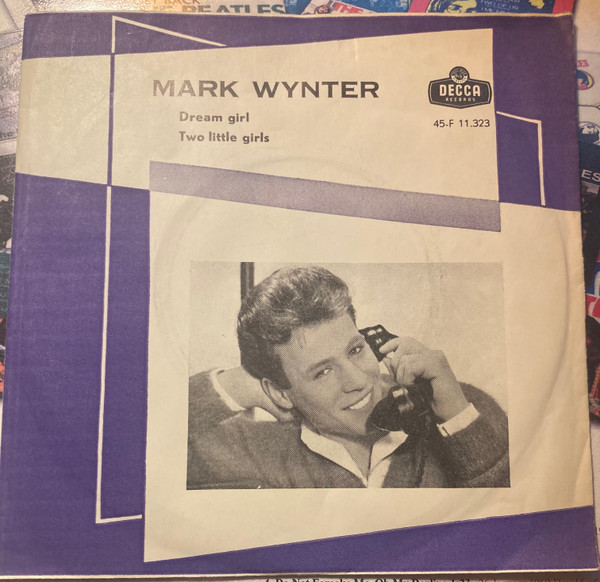 BEATLES
MARK WYNTER
DECCA
RECORDS
Dream girl
45-F 11.323
Two little girls